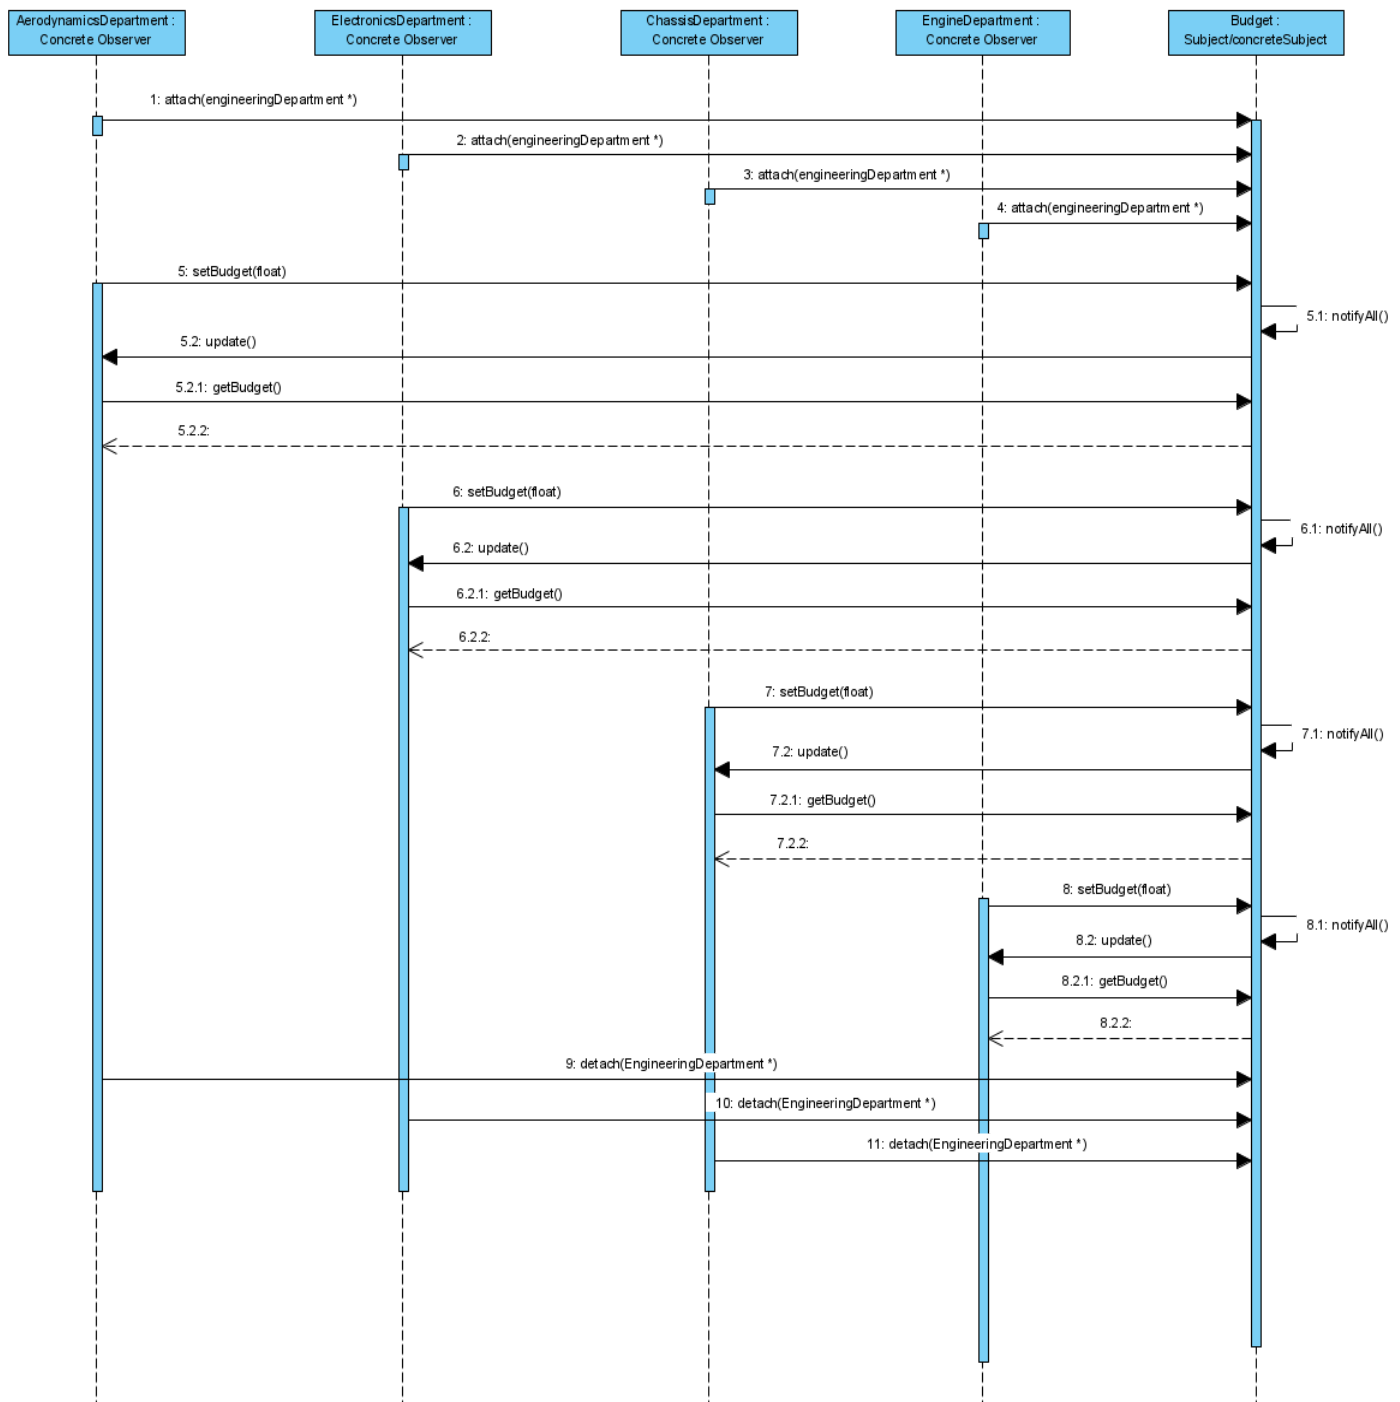 AerodynamicsDepartment :
Concrete Observer
ElectronicsDepartment :
Concrete Observer
ChassisDepartment :
Concrete Observer
EngineDepartment :
Concrete Observer
Budget :
Subject/concreteSubject
1: attach(engineeringDepartment *)
2: attach(engineeringDepartment *)
3: attach(engineeringDepartment *)
4: attach(engineeringDepartment *)
5: setBudget(float)
5.1: notifyAll()
5.2: update()
5.2.1: getBudget()
5.2.2:
6: setBudget(float)
6.1: notifyAll()
6.2: update()
6.2.1: getBudget()
6.2.2:
7: setBudget(float)
7.1: notifyAll()
7.2: update()
7.2.1: getBudget()
7.2.2:
8: setBudget(float)
8.1: notifyAll()
8.2: update()
8.2.1: getBudget()
8.2.2:
9: detach(EngineeringDepartment *)
10: detach(EngineeringDepartment *)
11: detach(EngineeringDepartment *)